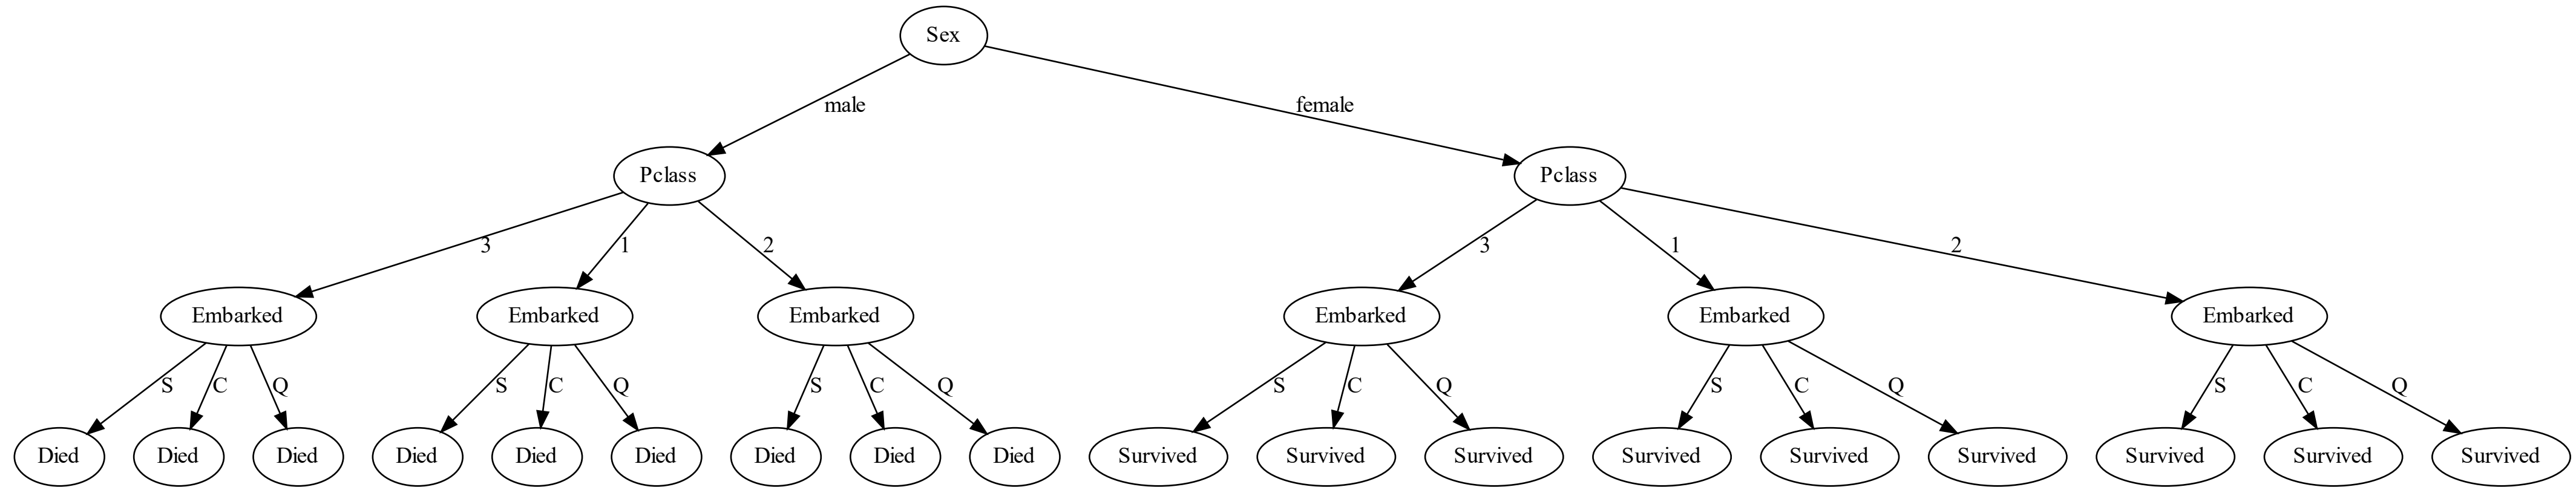 Sex
male
female
Pclass
Pclass
3
1
2
3
1
2
Embarked
Embarked
Embarked
Embarked
Embarked
Embarked
S
C
Q
S
C
Q
S
C
Q
S
C
Q
S
C
Q
S
C
Q
Died
Died
Died
Died
Died
Died
Died
Died
Died
Survived
Survived
Survived
Survived
Survived
Survived
Survived
Survived
Survived